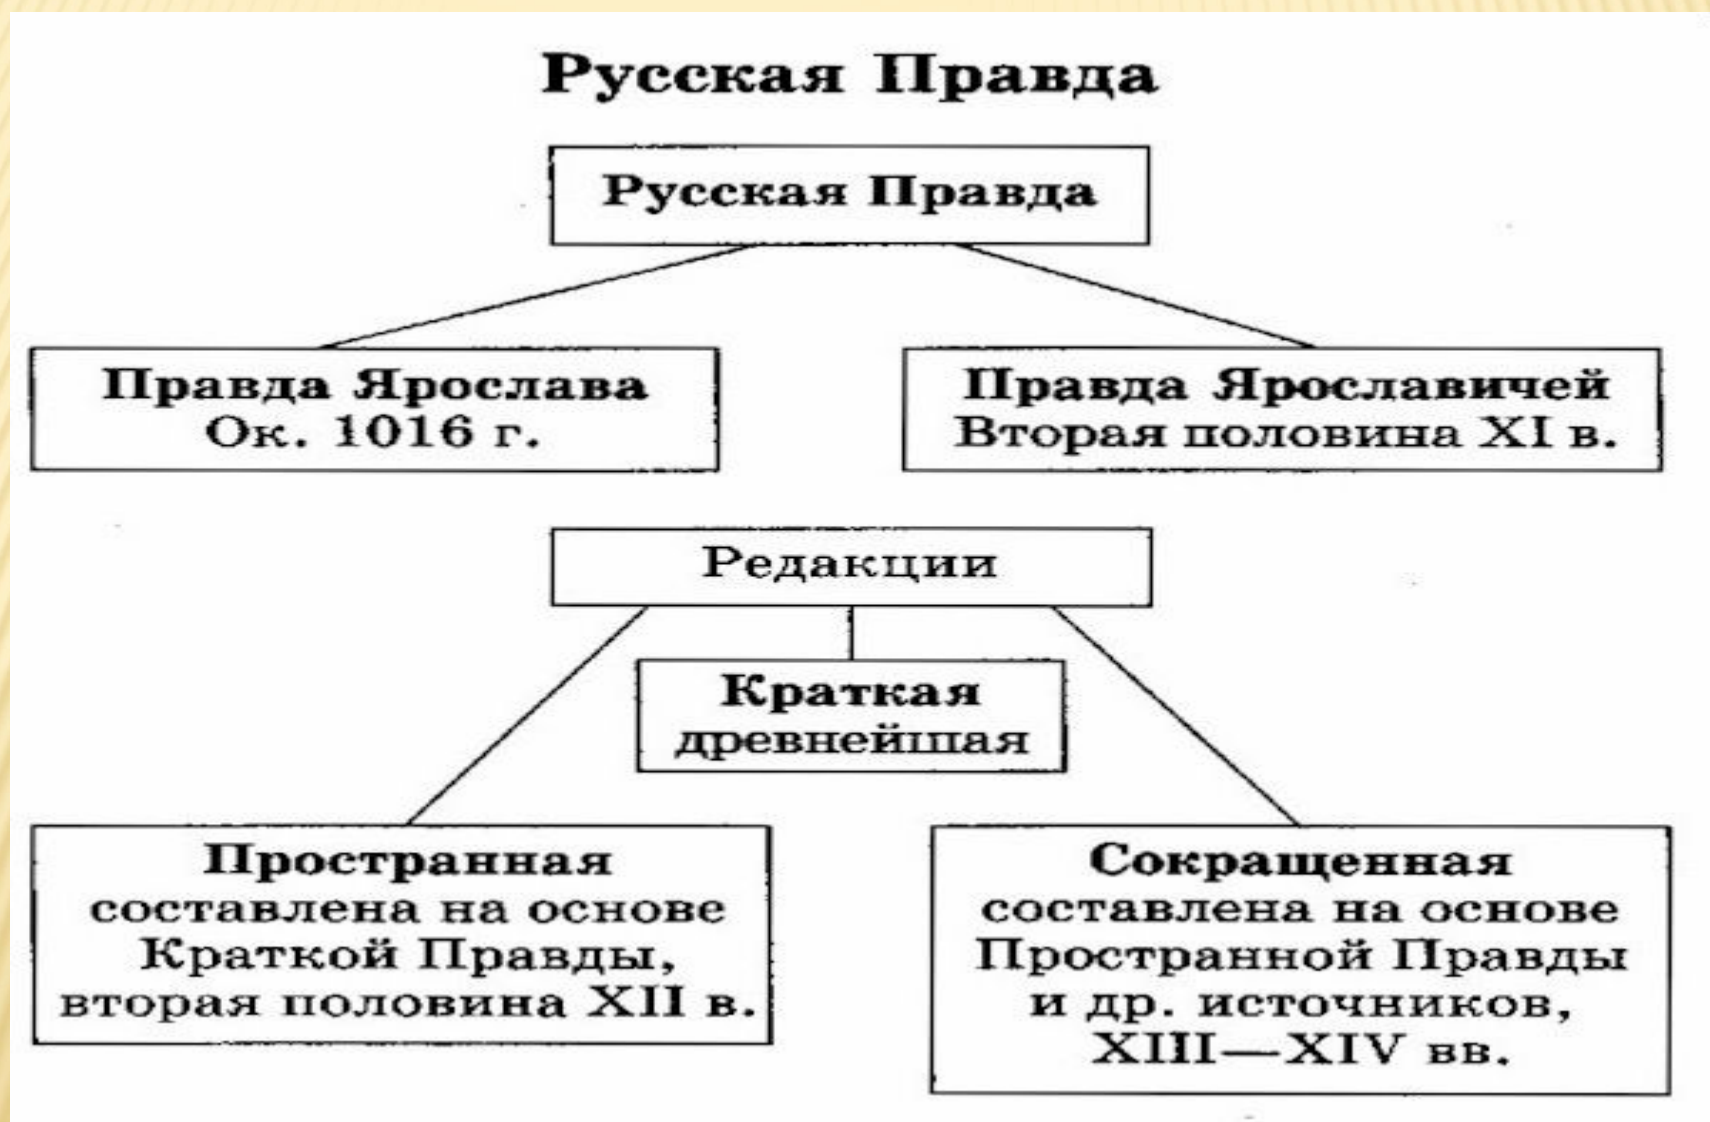 Русская Правда
Русская Правда
Правда Ярослава
Ок. 1016 г.
Правда Ярославичей
Вторая половина XI в.
Редакции
Краткая
древнейшая
Пространная
составлена на основе
Краткой Правды,
вторая половина XII в.
Сокращенная
составлена на основе
Пространной Правды
и др. источников,
XIII—XIV вв.